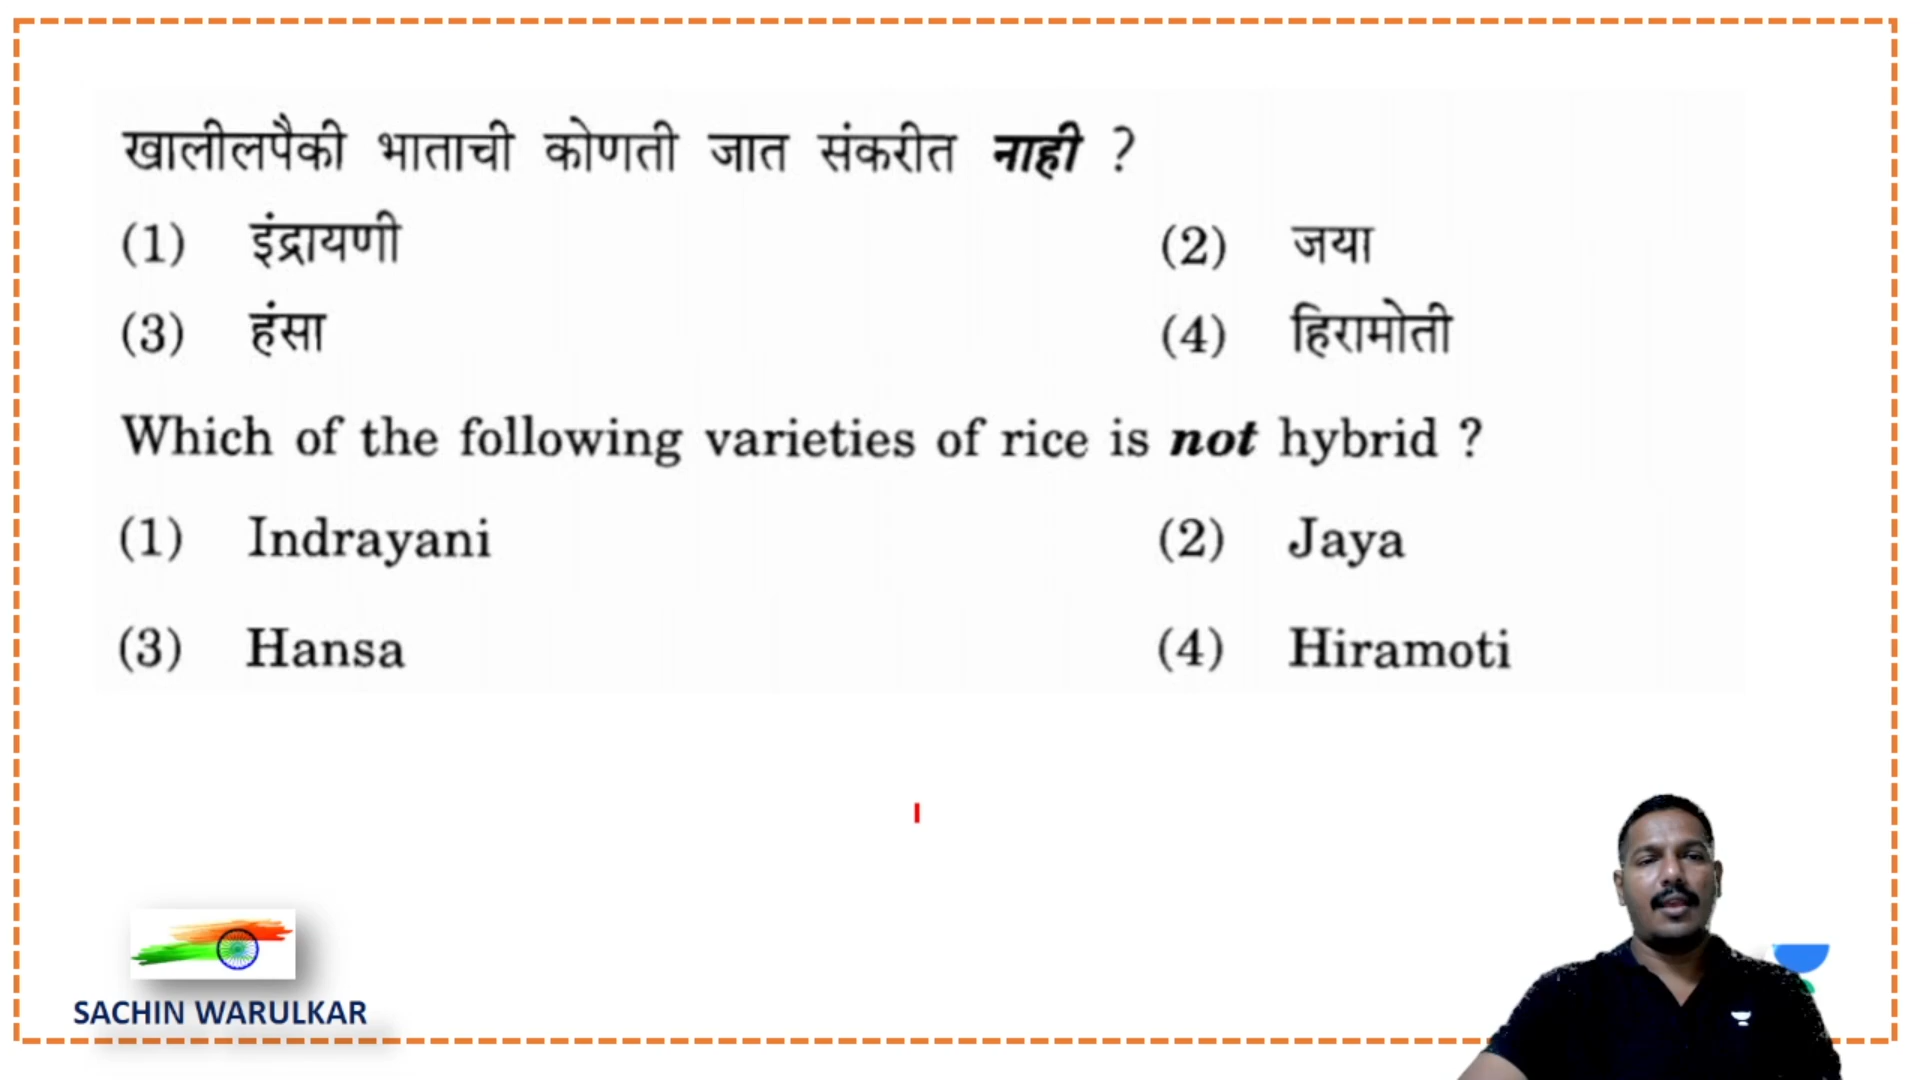 खालीलपैकी भाताची कोणती जात संकरीत नाही ?
(1) इंद्रायणी (2) जया
(3) हंसा (4) हिरामोती
Which of the following varieties of rice is not hybrid ?
(1) Indrayani (2) Jaya
(3) Hansa (4) Hiramoti
SACHIN WARULKAR